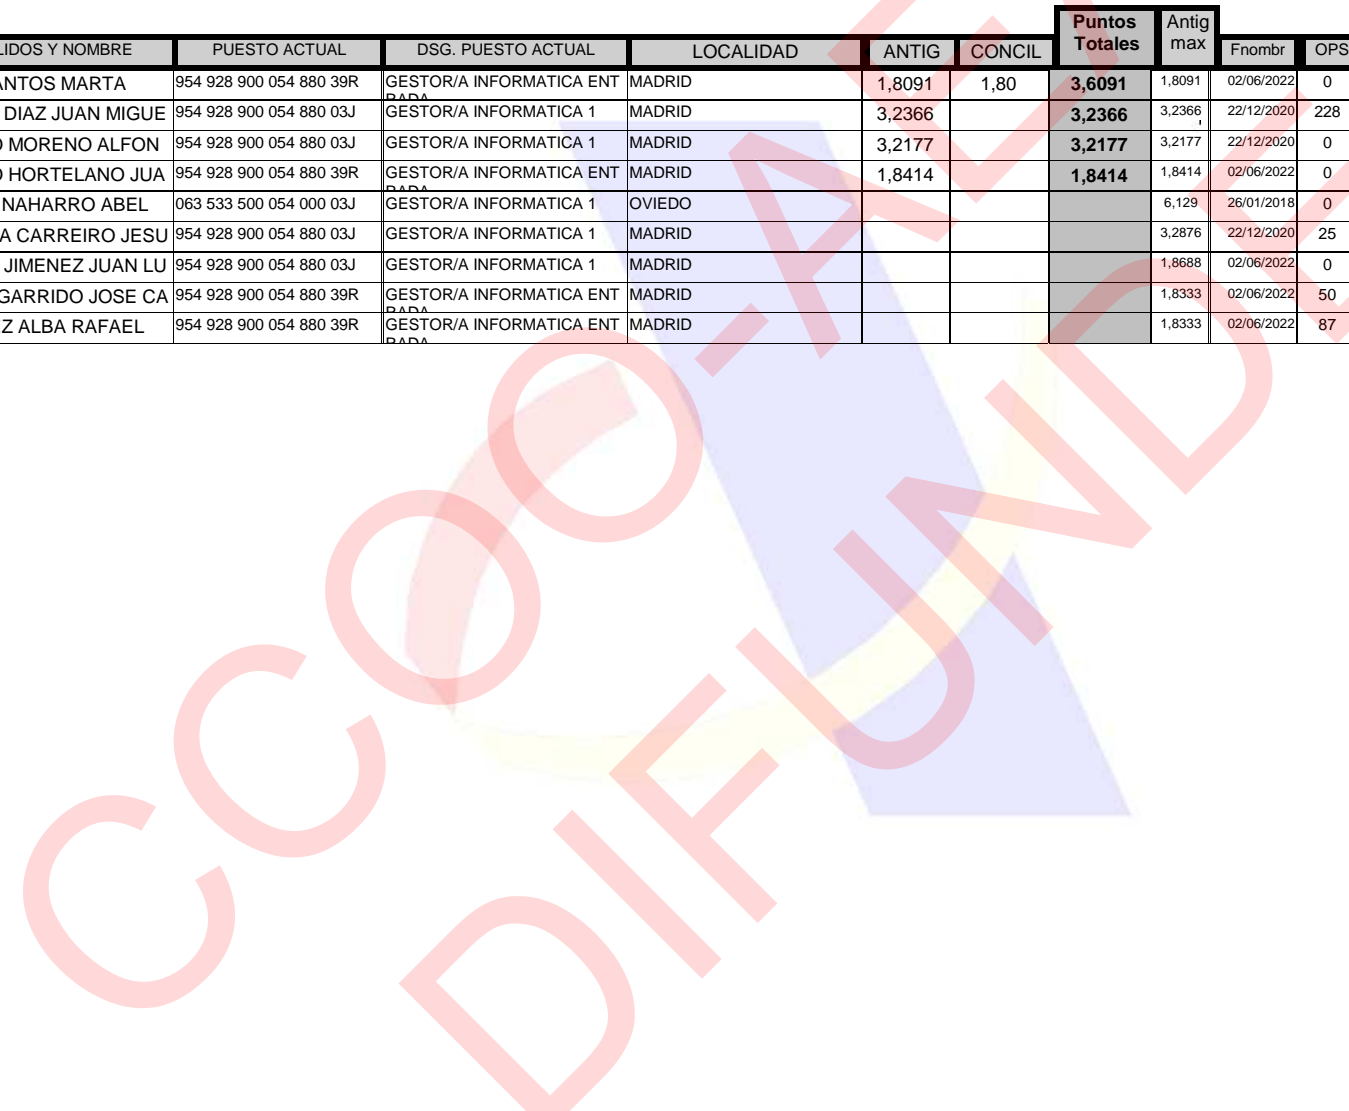 Puntos Totales Antig max
LIDOS Y NOMBRE PUESTO ACTUAL DSG. PUESTO ACTUAL LOCALIDAD ANTIG CONCIL Fnombr OPS
ANTOS MARTA 954 928 900 054 880 39R GESTOR/A INFORMATICA ENT RADA MADRID 1,8091 1,80 3,6091 1,8091 02/06/2022 0
DIAZ JUAN MIGUE 954 928 900 054 880 03J GESTOR/A INFORMATICA 1 MADRID 3,2366 3,2366 3,2366 22/12/2020 228
O MORENO ALFON 954 928 900 054 880 03J GESTOR/A INFORMATICA 1 MADRID 3,2177 3,2177 3,2177 22/12/2020 0
O HORTELANO JUA 954 928 900 054 880 39R GESTOR/A INFORMATICA ENT RADA MADRID 1,8414 1,8414 1,8414 02/06/2022 0
NAHARRO ABEL 063 533 500 054 000 03J GESTOR/A INFORMATICA 1 OVIEDO 6,129 26/01/2018 0
A CARREIRO JESU 954 928 900 054 880 03J GESTOR/A INFORMATICA 1 MADRID 3,2876 22/12/2020 25
JIMENEZ JUAN LU 954 928 900 054 880 03J GESTOR/A INFORMATICA 1 MADRID 1,8688 02/06/2022 0
GARRIDO JOSE CA 954 928 900 054 880 39R GESTOR/A INFORMATICA ENT RADA MADRID 1,8333 02/06/2022 50
Z ALBA RAFAEL 954 928 900 054 880 39R GESTOR/A INFORMATICA ENT RADA MADRID 1,8333 02/06/2022 87
CCOO-AE
DIFUNDE